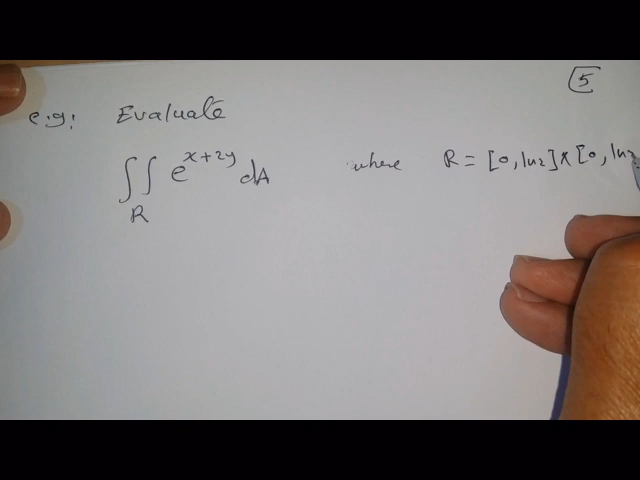 5
e.g: Evaluate
∬_R e^{x+2y} dA where R = [0, ln2] × [0, ln